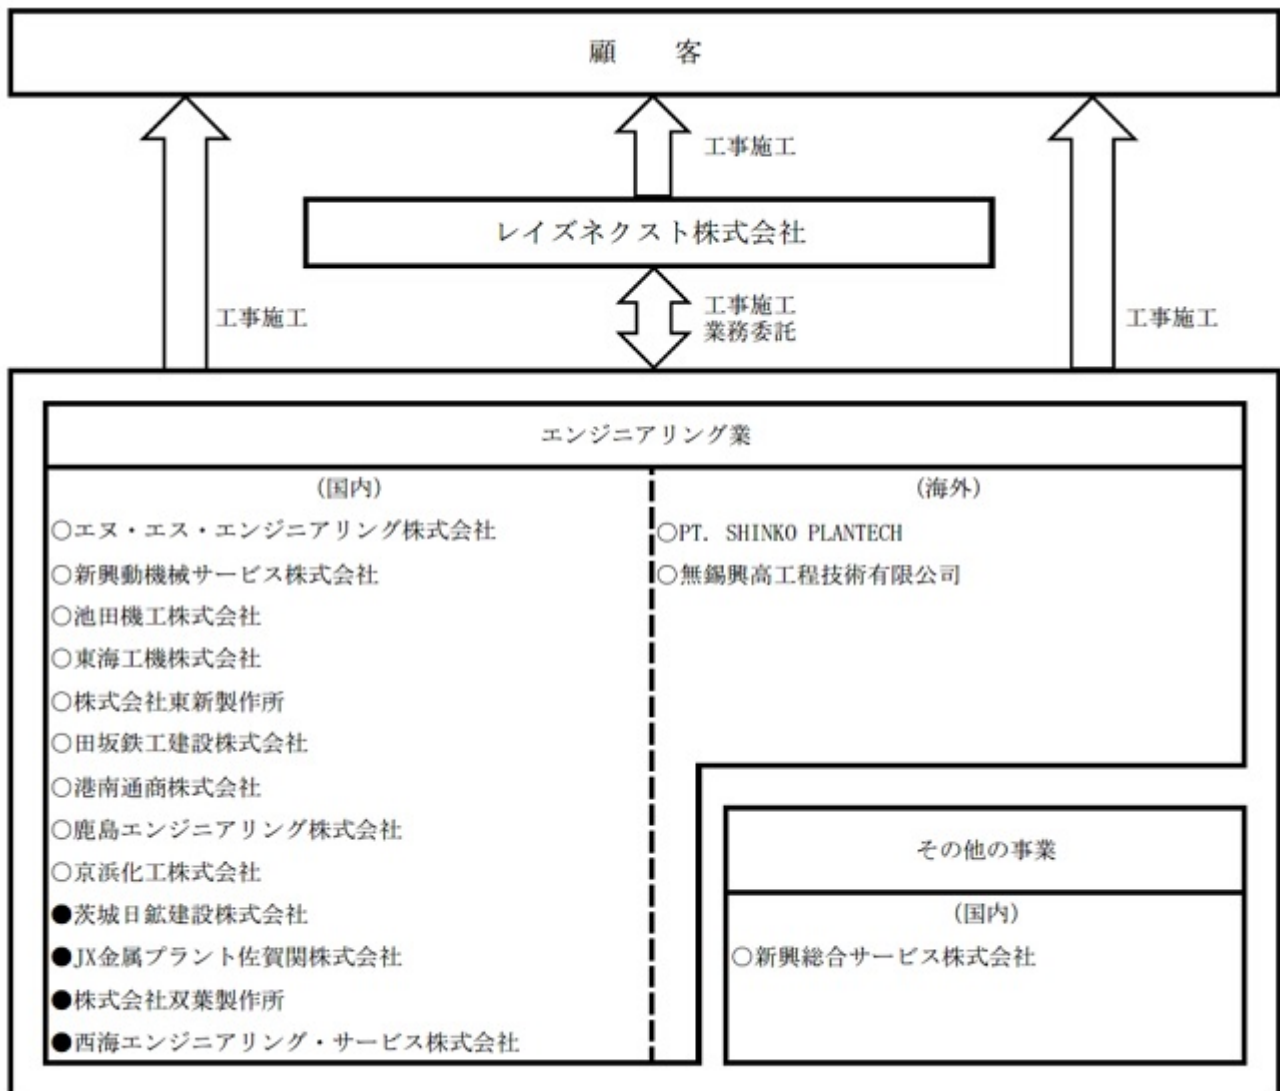 顧　客
工事施工
レイズネクスト株式会社
工事施工
工事施工
業務委託
工事施工
エンジニアリング業
(国内)
○エヌ・エス・エンジニアリング株式会社
○新興動機械サービス株式会社
○池田機工株式会社
○東海工機株式会社
○株式会社東新製作所
○田坂鉄工建設株式会社
○港南通商株式会社
○鹿島エンジニアリング株式会社
○京浜化工株式会社
●茨城日鉱建設株式会社
●JX金属プラント佐賀関株式会社
●株式会社双葉製作所
●西海エンジニアリング・サービス株式会社
(海外)
○PT. SHINKO PLANTECH
○無錫興高工程技術有限公司
その他の事業
(国内)
○新興総合サービス株式会社